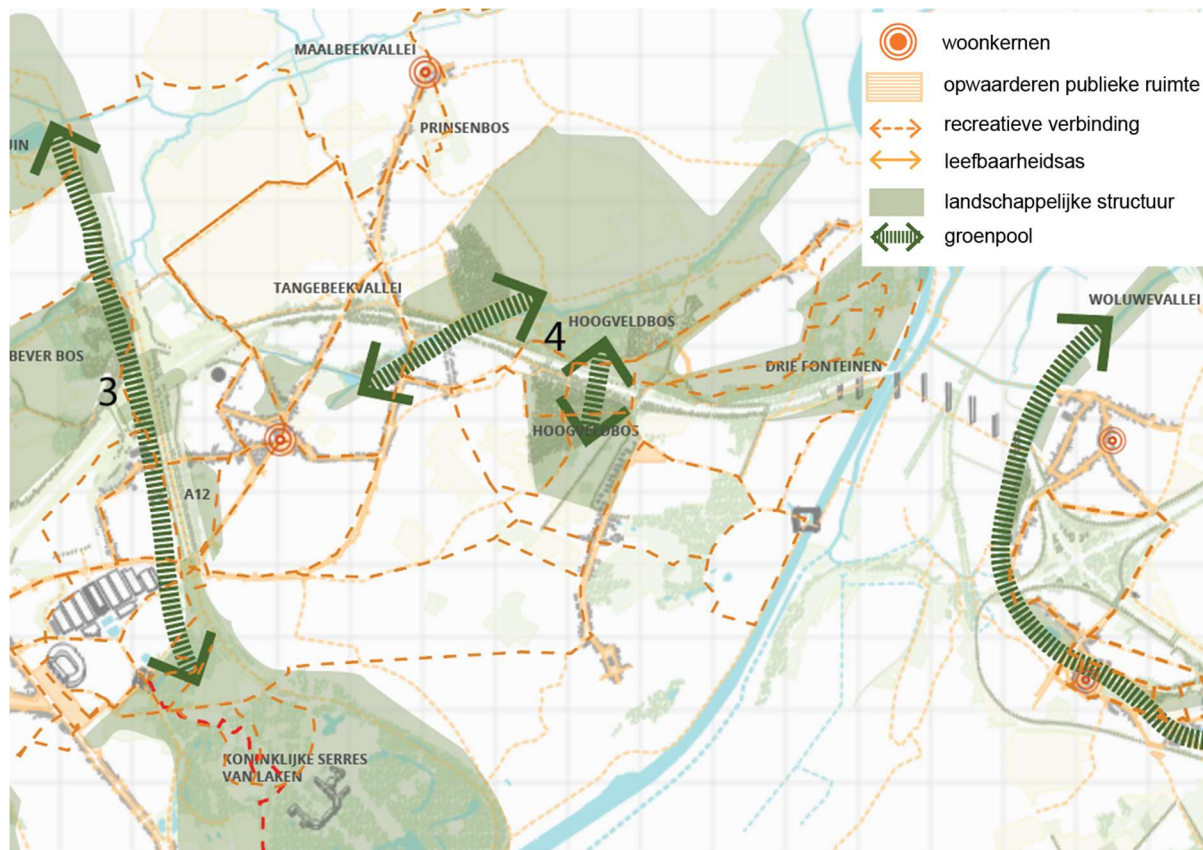 MAALBEEKVALLEI
PRINSENBOS
UIN
TANGEBEEKVALLEI
BEVER BOS
3
4
HOOGVELDBOS
DRIE FONTEINEN
HOOGVELDBOS
A12
KONINKLIJKE SERRES
VAN LAKEN
WOLUWEVALLEI
woonkernen
opwaarderen publieke ruimte
recreatieve verbinding
leefbaarheidsas
landschappelijke structuur
groenpool